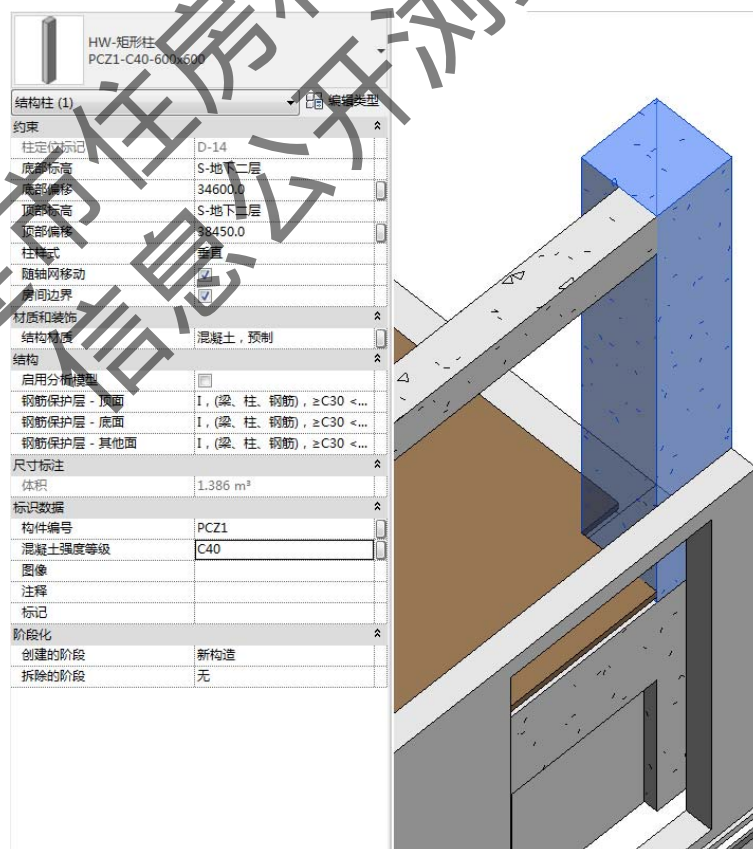 HW-矩形柱-
PCZ1-C40-600x600
结构柱 (1)
编辑类型
约束
柱定位标记 D-14
底部标高 S-地下二层
底部偏移 34600.0
顶部标高 S-地下二层
顶部偏移 38450.0
柱样式 垂直
随轴网移动
房间边界
材质和装饰
结构材质 混凝土，预制
结构
启用分析模型
钢筋保护层 - 顶面 I，(梁、柱、钢筋)，≥C30 <...
钢筋保护层 - 底面 I，(梁、柱、钢筋)，≥C30 <...
钢筋保护层 - 其他面 I，(梁、柱、钢筋)，≥C30 <...
尺寸标注
体积 1.386 m³
标识数据
构件编号 PCZ1
混凝土强度等级 C40
图像
注释
标记
阶段化
创建的阶段 新构造
拆除的阶段 无
市住房
信息公开浏